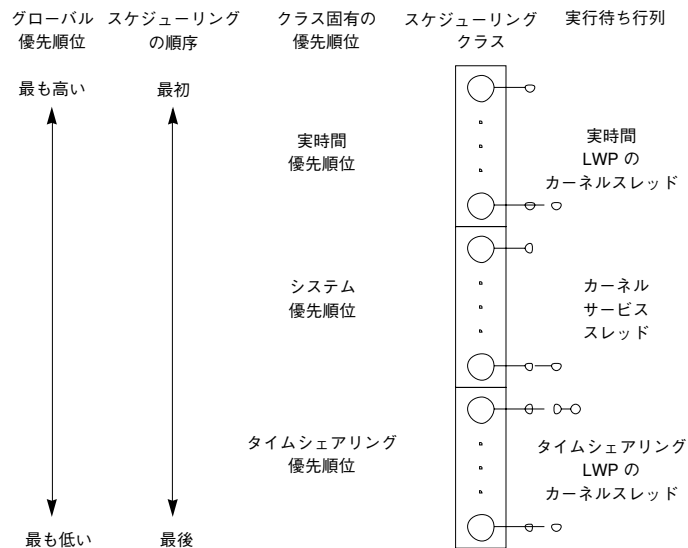 グローバル
優先順位
スケジューリング
の順序
クラス固有の
優先順位
スケジューリング
クラス
実行待ち行列
最も高い
最初
実時間
優先順位
実時間
LWP の
カーネルスレッド
システム
優先順位
カーネル
サービス
スレッド
タイムシェアリング
優先順位
タイムシェアリング
LWP の
カーネルスレッド
最も低い
最後